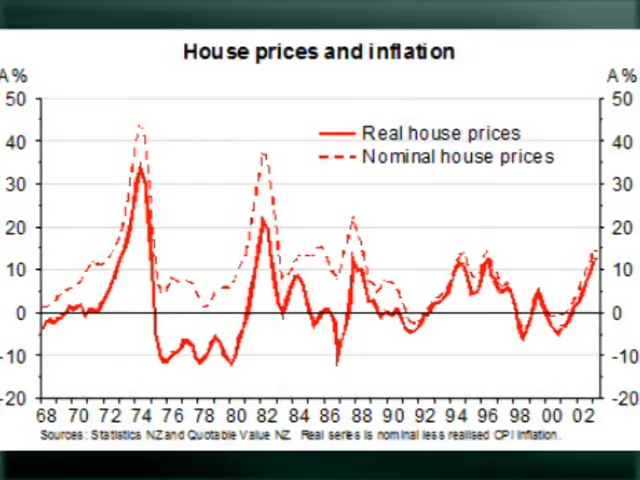 House prices and inflation
A% A%
50 50
40 40
30 30
20 20
10 10
0 0
-10 -10
-20 -20
Real house prices
Nominal house prices
68 70 72 74 76 78 80 82 84 86 88 90 92 94 96 98 00 02
Sources: Statistics NZ and Quotable Value NZ Real series is nominal less realised CPI inflation.